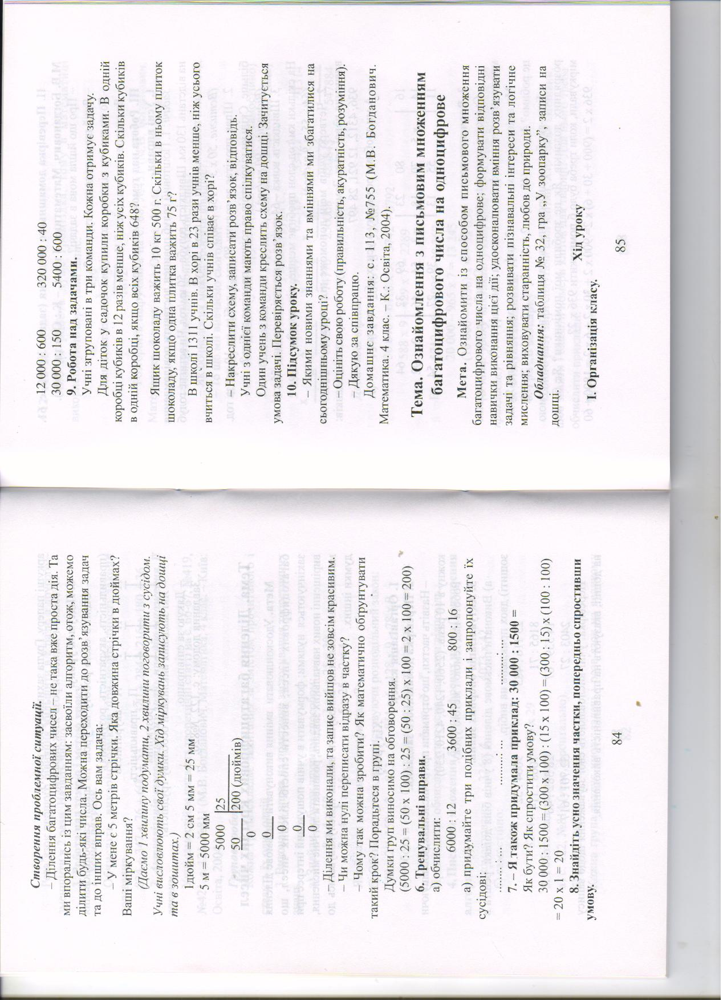 Створення проблемної ситуації.
– Ділення багатоцифрових чисел – не така вже проста дія. Та
ми впорались із цим завданням: засвоїли алгоритм, отож, можемо
ділити будь-які числа. Можна переходити до розв’язування задач
та до інших вправ. Ось вам задача:
– У мене є 5 метрів стрічки. Яка довжина стрічки в дюймах?
Ваші міркування?
(Даємо 1 хвилину подумати, 2 хвилини поговорити з сусідом.
Учні висловлюють свої думки. Хід міркувань записують на дошці
та в зошитах.)
1дюйм = 2 см 5 мм = 25 мм
5 м = 5000 мм
5000 25
50 200 (дюймів)
0
0
0
0
0
– Ділення ми виконали, та запис вийшов не зовсім красивим.
– Чи можна нулі переписати відразу в частку?
– Чому так можна зробити? Як математично обґрунтувати
такий крок? Порадьтеся в групі.
Думки груп виносимо на обговорення.
(5000 : 25 = (50 х 100) : 25 = (50 : 25) х 100 = 2 х 100 = 200)
6. Тренувальні вправи.
а) обчислити:
6000 : 12 3600 : 45 800 : 16
а) придумайте три подібних приклади і запропонуйте їх
сусідові:
......... : ... ......... : ... ......... : ...
7. – Я також придумала приклад: 30 000 : 1500 =
Як бути? Як спростити умову?
30 000 : 1500 = (300 х 100) : (15 х 100) = (300 : 15) х (100 : 100)
= 20 х 1 = 20
8. Знайдіть усно значення частки, попередньо спростивши
умову.
84
12 000 : 600 320 000 : 40
30 000 : 150 5400 : 600
9. Робота над задачами.
Учні згруповані в три команди. Кожна отримує задачу.
Для діток у садочок купили коробки з кубиками. В одній
коробці кубиків в 12 разів менше, ніж усіх кубиків. Скільки кубиків
в одній коробці, якщо всіх кубиків 648?
Ящик шоколаду важить 10 кг 500 г. Скільки в ньому плиток
шоколаду, якщо одна плитка важить 75 г?
В школі 1311 учнів. В хорі в 23 рази учнів менше, ніж усього
вчиться в школі. Скільки учнів співає в хорі?
– Накреслити схему, записати розв’язок, відповідь.
Учні з однієї команди мають право спілкуватися.
Один учень з команди креслить схему на дошці. Зачитується
умова задачі. Перевіряється розв’язок.
10. Підсумок уроку.
– Якими новими знаннями та вміннями ми збагатилися на
сьогоднішньому уроці?
– Оцініть свою роботу (правильність, акуратність, розуміння).
– Дякую за співпрацю.
Домашнє завдання: с. 113, №755 (М.В. Богданович.
Математика. 4 клас. – К.: Освіта, 2004).
Тема. Ознайомлення з письмовим множенням
багатоцифрового числа на одноцифрове
Мета. Ознайомити із способом письмового множення
багатоцифрового числа на одноцифрове; формувати відповідні
навички виконання цієї дії; удосконалювати вміння розв’язувати
задачі та рівняння; розвивати пізнавальні інтереси та логічне
мислення; виховувати старанність, любов до природи.
Обладнання: таблиця № 32, гра „У зоопарку”, записи на
дошці.
Хід уроку
І. Організація класу.
85